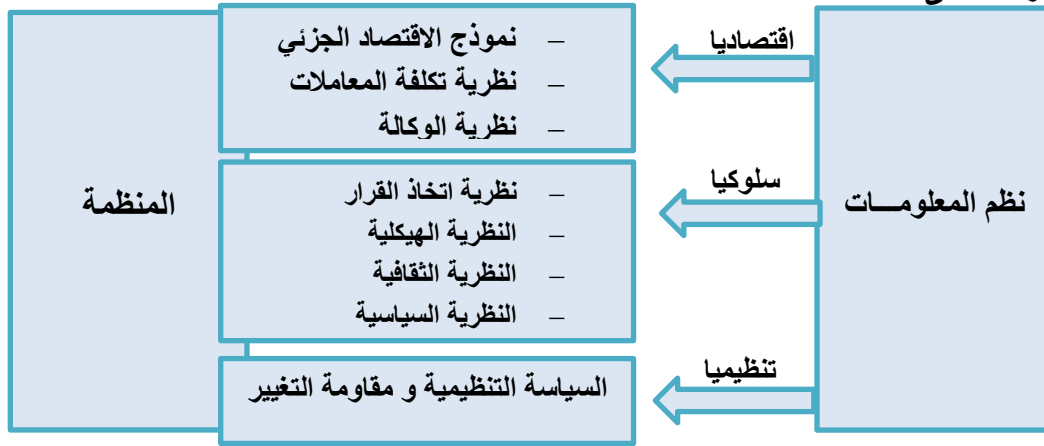 نظم المعلومـــات
اقتصاديا
– نموذج الاقتصاد الجزئي
– نظرية تكلفة المعاملات
– نظرية الوكالة
سلوكيا
– نظرية اتخاذ القرار
– النظرية الهيكلية
– النظرية الثقافية
– النظرية السياسية
تنظيميا
السياسة التنظيمية و مقاومة التغيير
المنظمة